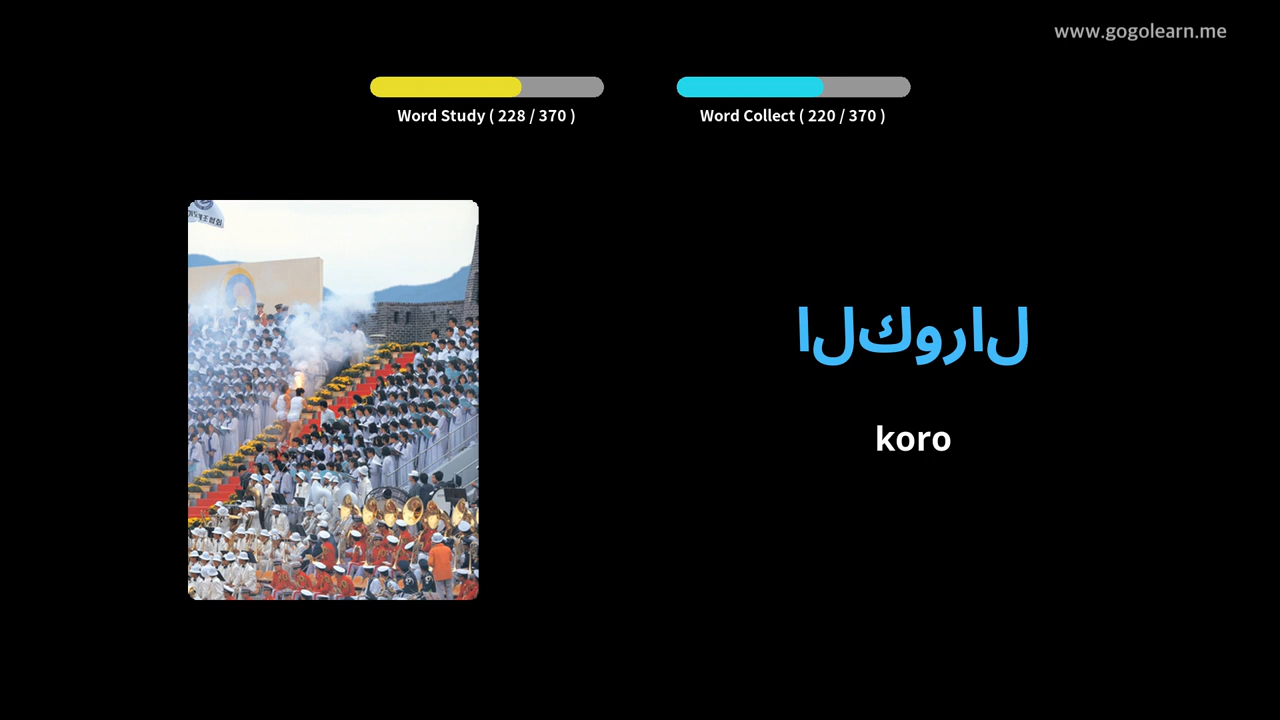 www.gogolearn.me
Word Study ( 228 / 370 )
Word Collect ( 220 / 370 )
الكورال
koro